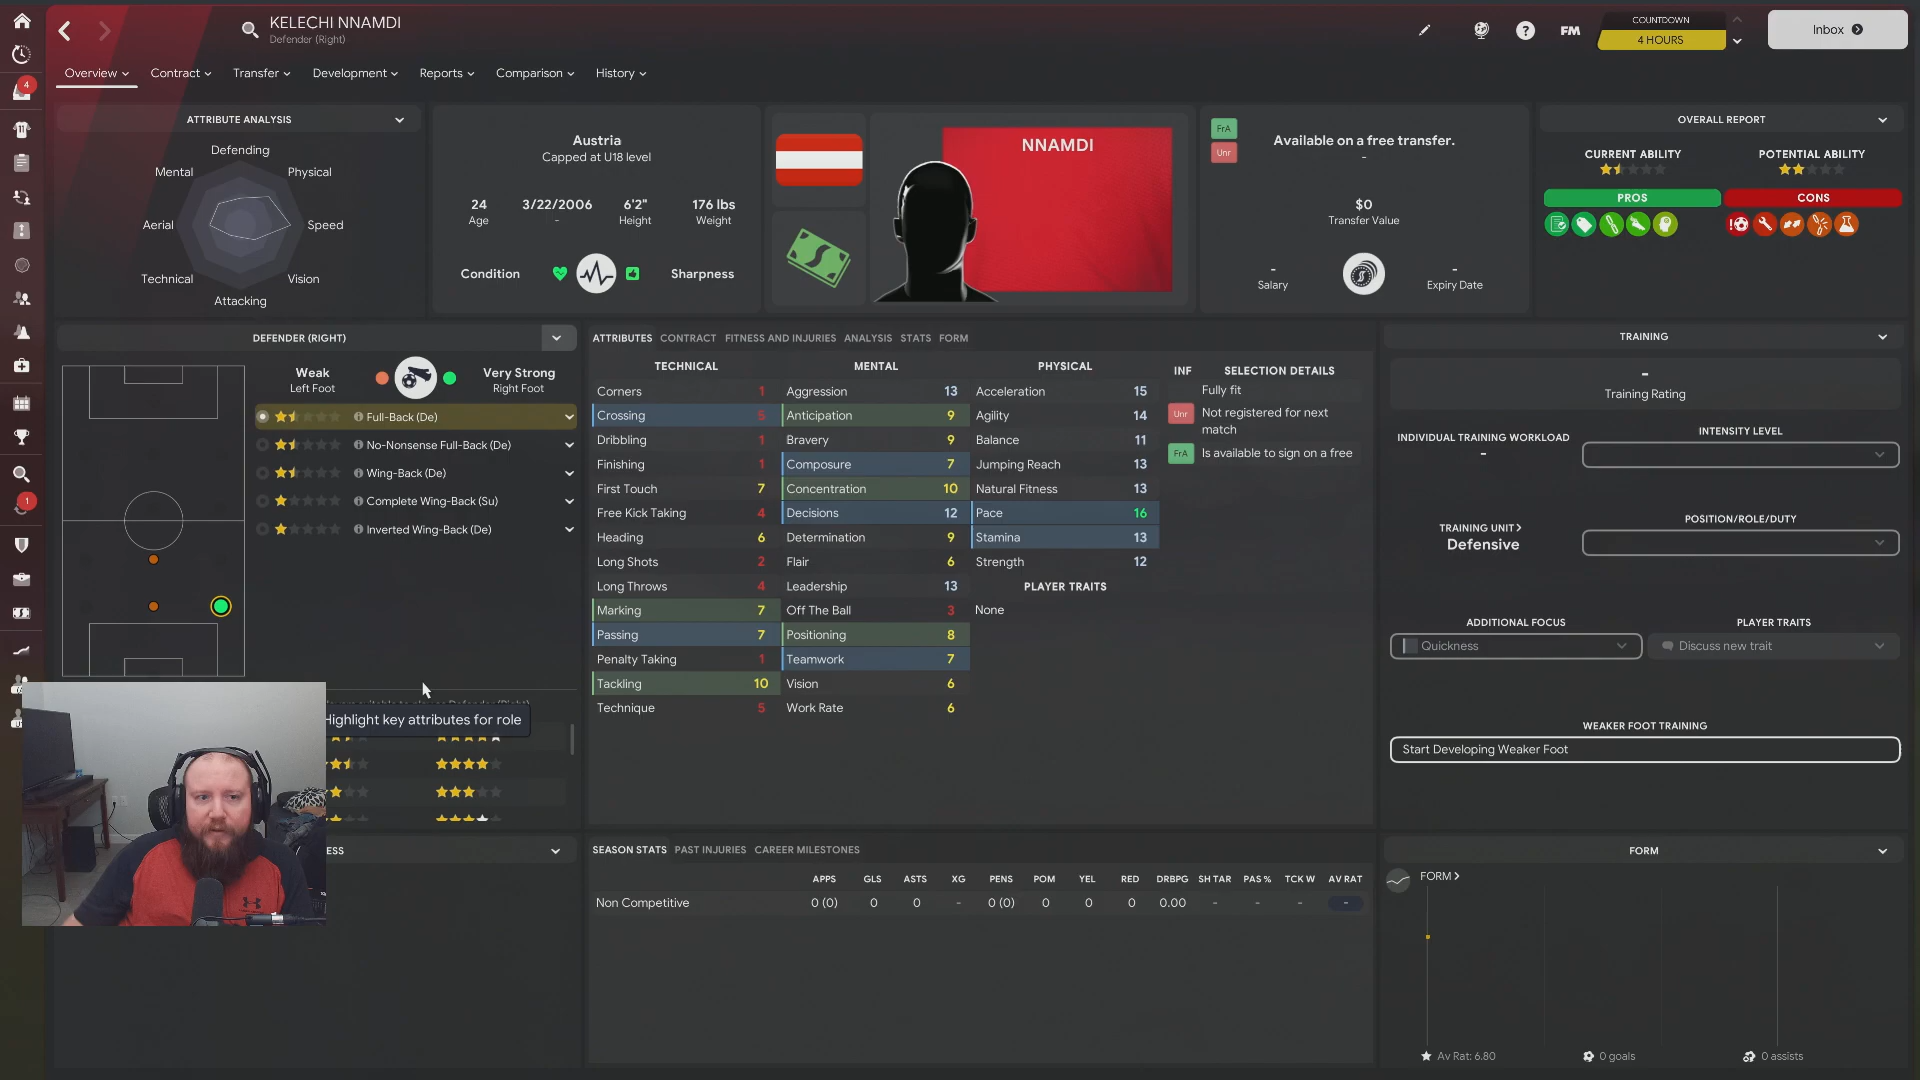 KELECHI NNAMDI
Defender (Right)
FM
COUNTDOWN
4 HOURS
Inbox
4
11
1
Overview
Contract
Transfer
Development
Reports
Comparison
History
ATTRIBUTE ANALYSIS
Defending
Mental
Physical
Aerial
Speed
Technical
Vision
Attacking
Austria
Capped at U18 level
24
3/22/2006
6'2"
176 lbs
Age
-
Height
Weight
Condition
Sharpness
NNAMDI
FrA
Unr
Available on a free transfer.
-
$0
Transfer Value
-
-
Salary
Expiry Date
OVERALL REPORT
CURRENT ABILITY
POTENTIAL ABILITY
PROS
CONS
DEFENDER (RIGHT)
Weak
Left Foot
Very Strong
Right Foot
Full-Back (De)
No-Nonsense Full-Back (De)
Wing-Back (De)
Complete Wing-Back (Su)
Inverted Wing-Back (De)
Highlight key attributes for role
ESS
ATTRIBUTES CONTRACT FITNESS AND INJURIES ANALYSIS STATS FORM
TECHNICAL
Corners 1
Crossing 5
Dribbling 1
Finishing 1
First Touch 7
Free Kick Taking 4
Heading 6
Long Shots 2
Long Throws 4
Marking 7
Passing 7
Penalty Taking 1
Tackling 10
Technique 5
MENTAL
Aggression 13
Anticipation 9
Bravery 9
Composure 7
Concentration 10
Decisions 12
Determination 9
Flair 6
Leadership 13
Off The Ball 3
Positioning 8
Teamwork 7
Vision 6
Work Rate 6
PHYSICAL
Acceleration 15
Agility 14
Balance 11
Jumping Reach 13
Natural Fitness 13
Pace 16
Stamina 13
Strength 12
PLAYER TRAITS
None
INF SELECTION DETAILS
Fully fit
Unr Not registered for next
match
FrA Is available to sign on a free
TRAINING
-
Training Rating
INDIVIDUAL TRAINING WORKLOAD
-
INTENSITY LEVEL
TRAINING UNIT
Defensive
POSITION/ROLE/DUTY
ADDITIONAL FOCUS
Quickness
PLAYER TRAITS
Discuss new trait
WEAKER FOOT TRAINING
Start Developing Weaker Foot
SEASON STATS PAST INJURIES CAREER MILESTONES
APPS GLS ASTS XG PENS POM YEL RED DRBPG SH TAR PAS % TCK W AV RAT
Non Competitive 0 (0) 0 0 - 0 (0) 0 0 0 0.00 - - - -
FORM
FORM
Av Rat: 6.80
0 goals
0 assists